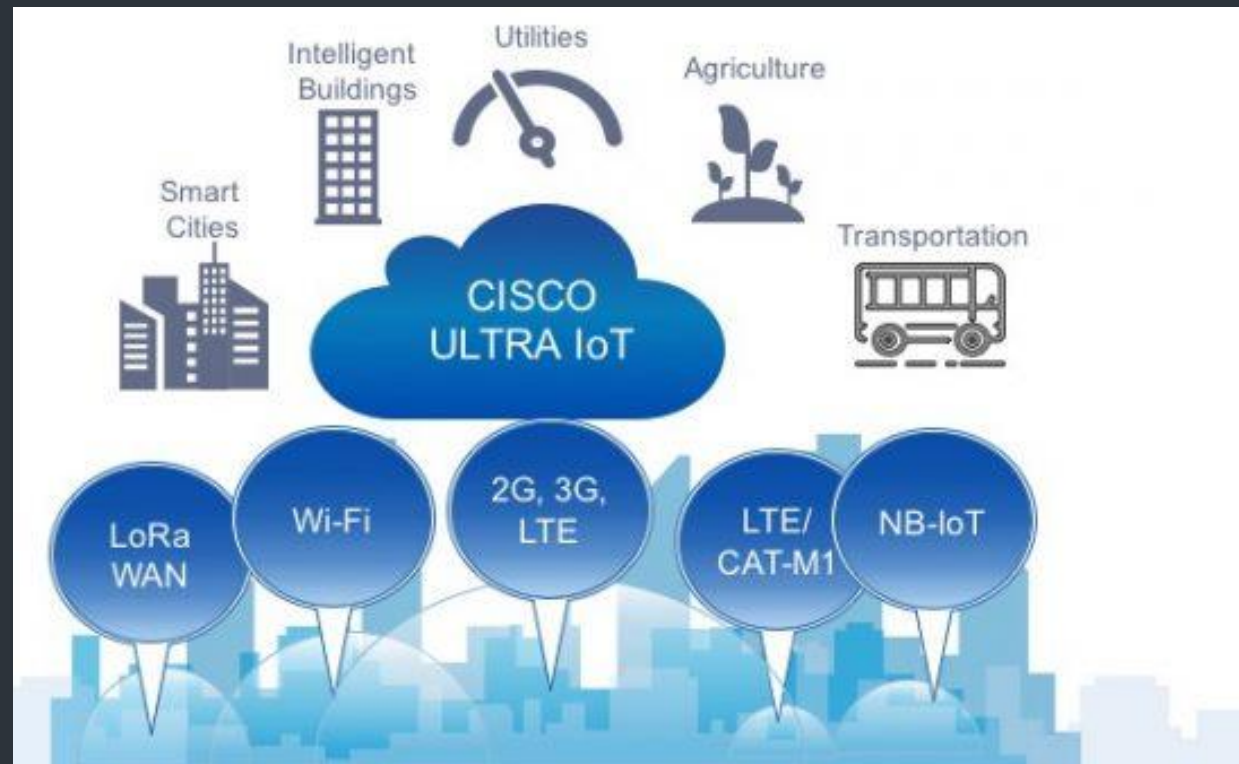 Utilities
Intelligent
Buildings
Agriculture
Smart
Cities
Transportation
CISCO
ULTRA IoT
LoRa
WAN
Wi-Fi
2G, 3G,
LTE
LTE/
CAT-M1
NB-IoT